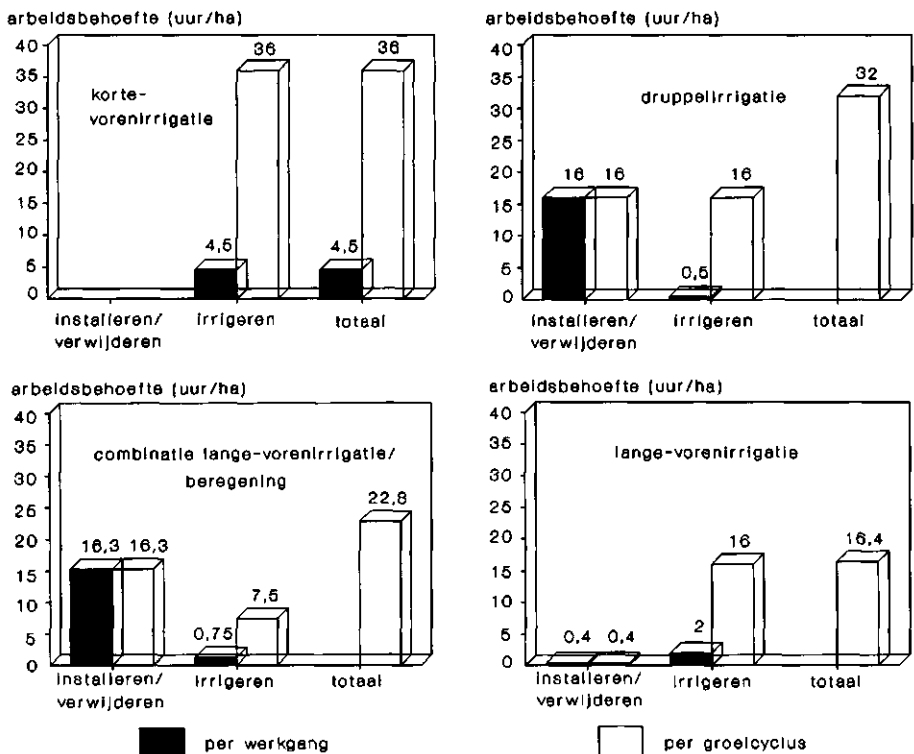 arbeidsbehoefte (uur/ha)
40
35
30
25
20
15
10
5
0
korte-
vorenirrigatie
36
36
4,5
4,5
installeren/
verwijderen
irrigeren
totaal
arbeidsbehoefte (uur/ha)
40
35
30
25
20
15
10
5
0
druppelirrigatie
32
16
16
16
0,5
installeren/
verwijderen
irrigeren
totaal
arbeidsbehoefte (uur/ha)
40
35
30
25
20
15
10
5
0
combinatie lange-vorenirrigatie/
beregening
22,8
16,3
16,3
7,5
0,75
installeren/
verwijderen
irrigeren
totaal
arbeidsbehoefte (uur/ha)
40
35
30
25
20
15
10
5
0
lange-vorenirrigatie
16
16,4
0,4
0,4
2
installeren/
verwijderen
irrigeren
totaal
per werkgang
per groeicyclus